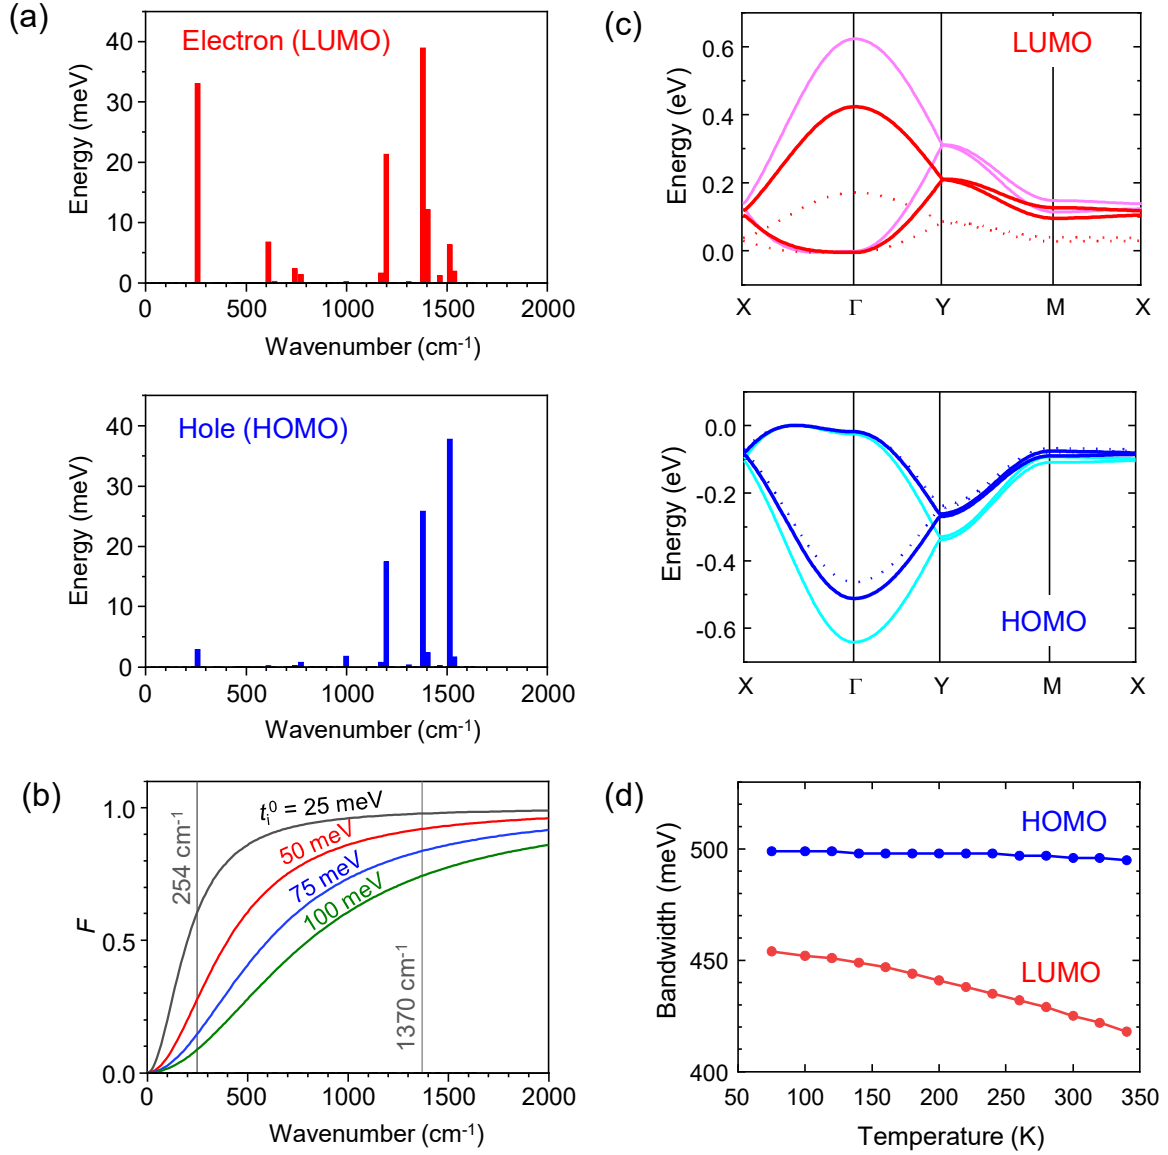 (a)
Electron (LUMO)
Energy (meV)
40
30
20
10
0
0 500 1000 1500 2000
Wavenumber (cm⁻¹)
Hole (HOMO)
Energy (meV)
40
30
20
10
0
0 500 1000 1500 2000
Wavenumber (cm⁻¹)
(b)
F
1.0
0.5
0.0
254 cm⁻¹
tᵢ⁰ = 25 meV
50 meV
75 meV
100 meV
1370 cm⁻¹
0 500 1000 1500 2000
Wavenumber (cm⁻¹)
(c)
LUMO
Energy (eV)
0.6
0.4
0.2
0.0
X Γ Y M X
Energy (eV)
0.0
-0.2
-0.4
-0.6
HOMO
X Γ Y M X
(d)
HOMO
LUMO
Bandwidth (meV)
500
450
400
50 100 150 200 250 300 350
Temperature (K)